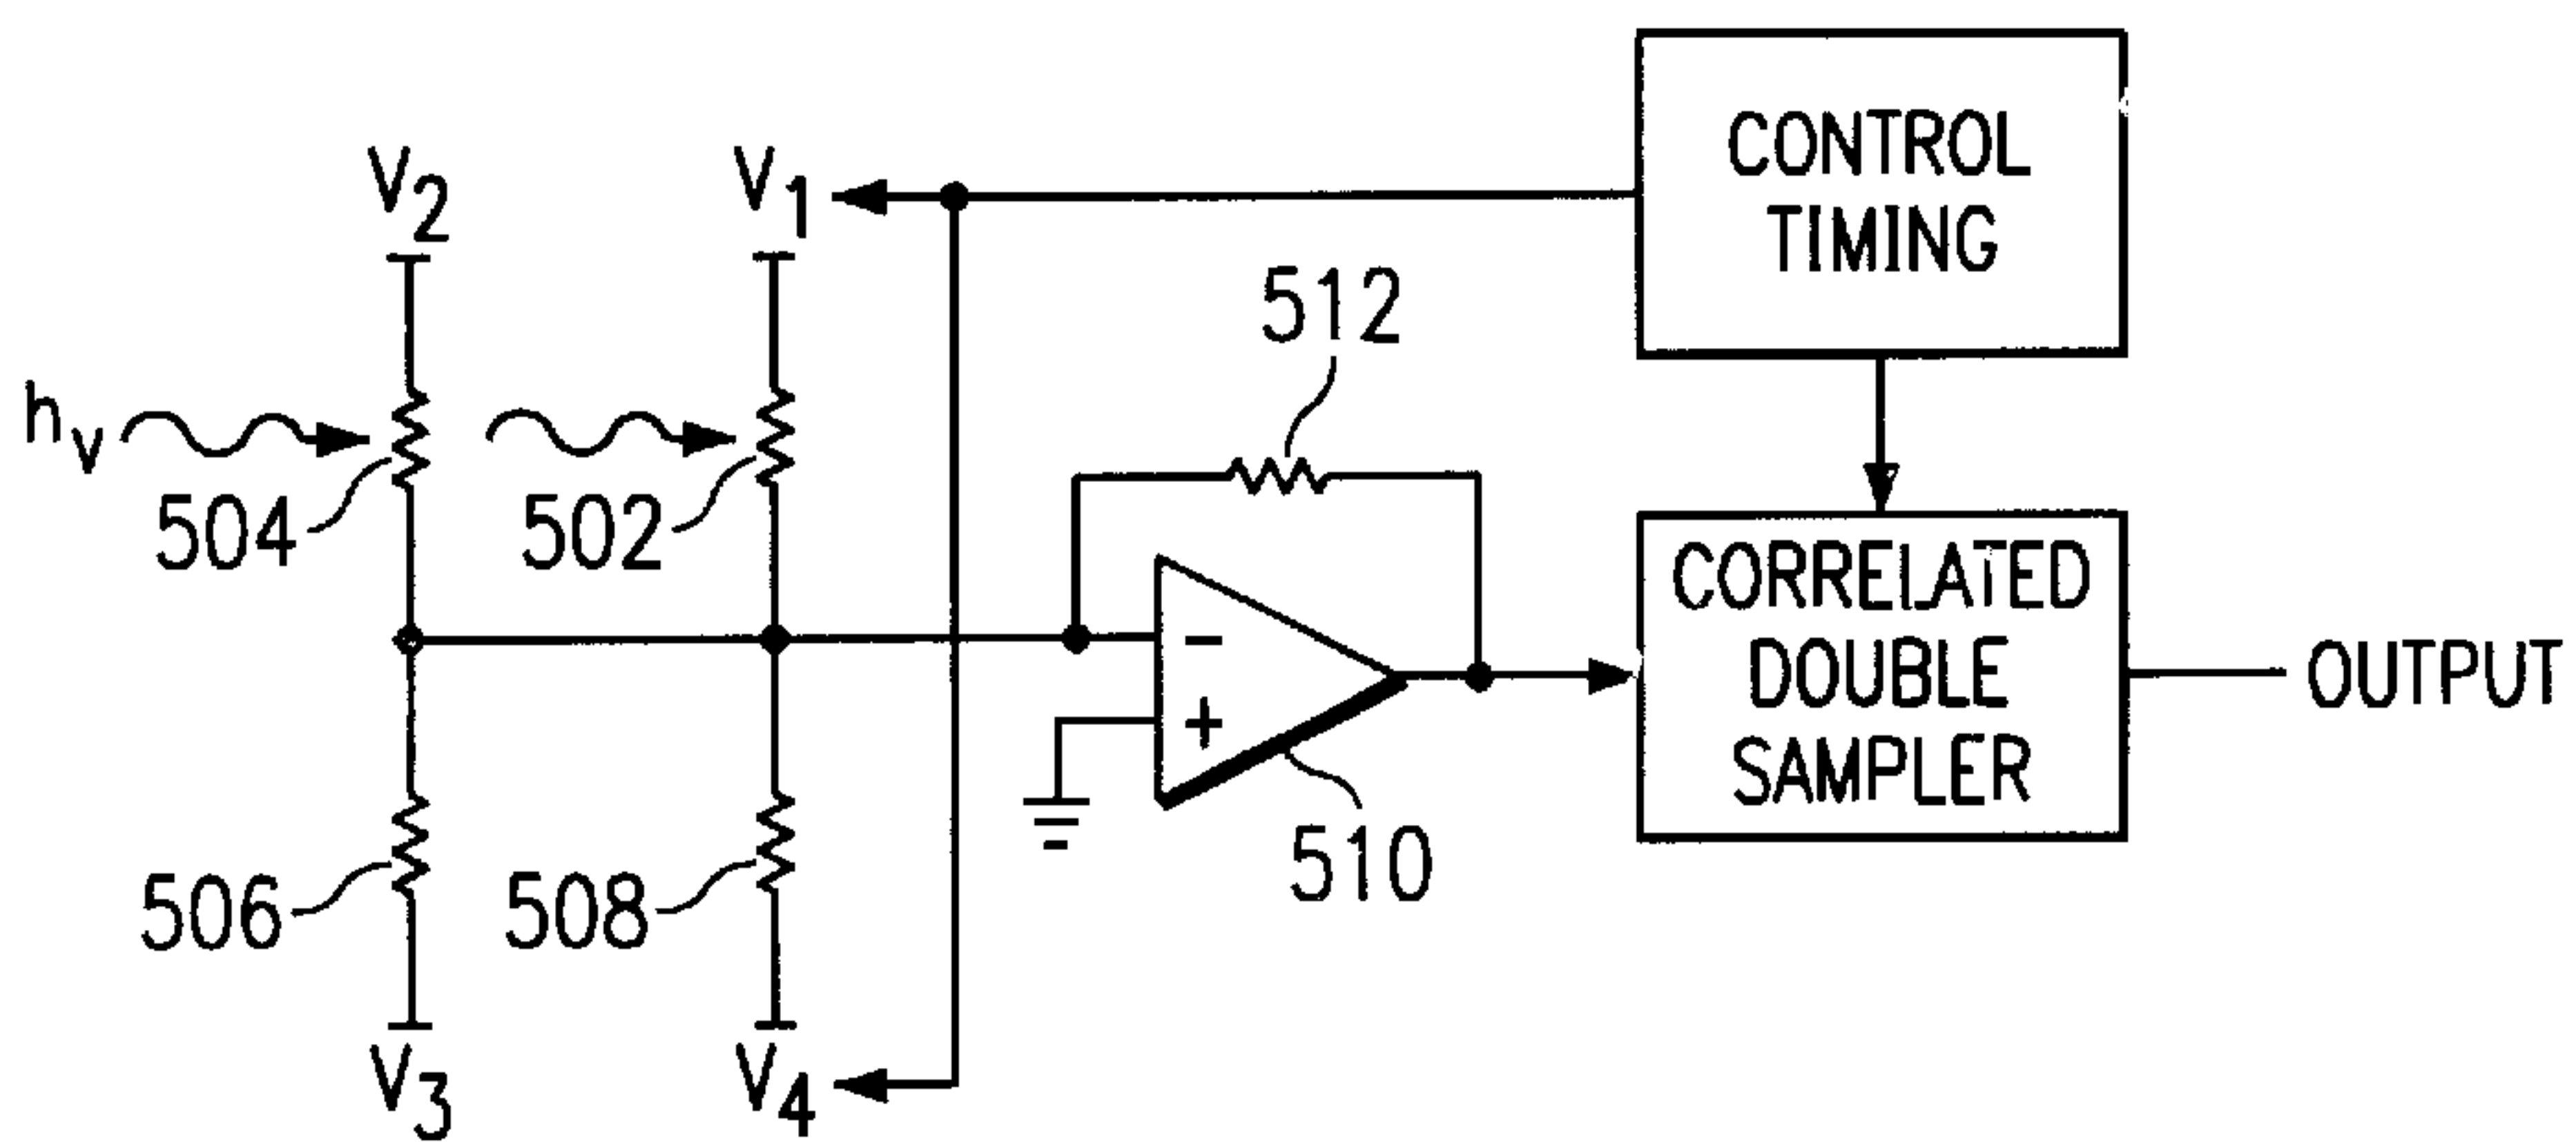 CONTROL
TIMING
V2
V1
512
hv
504
502
CORRELATED
DOUBLE
SAMPLER
-
+
OUTPUT
510
506
508
V3
V4